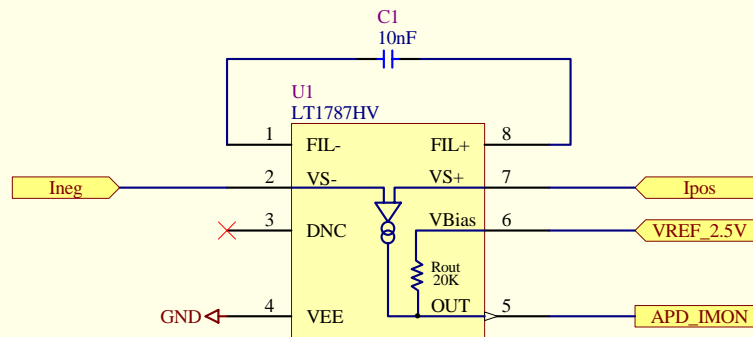 C1
10nF
U1
LT1787HV
1 FIL- FIL+ 8
Ineg 2 VS- VS+ 7 Ipos
3 DNC VBias 6 VREF_2.5V
Rout
20K
GND 4 VEE OUT 5 APD_IMON